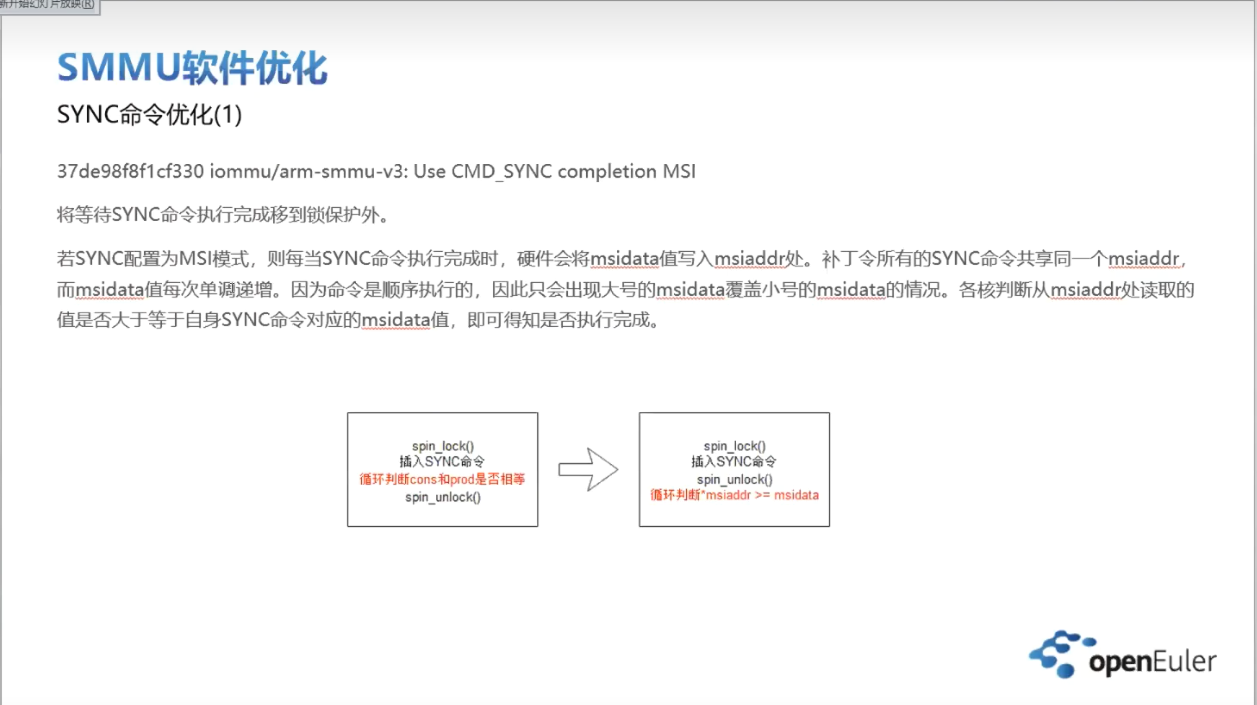 新开始幻灯片放映(R)
SMMU软件优化
SYNC命令优化(1)
37de98f8f1cf330 iommu/arm-smmu-v3: Use CMD_SYNC completion MSI
将等待SYNC命令执行完成移到锁保护外。
若SYNC配置为MSI模式，则每当SYNC命令执行完成时，硬件会将msidata值写入msiaddr处。补丁令所有的SYNC命令共享同一个msiaddr，
而msidata值每次单调递增。因为命令是顺序执行的，因此只会出现大号的msidata覆盖小号的msidata的情况。各核判断从msiaddr处读取的
值是否大于等于自身SYNC命令对应的msidata值，即可得知是否执行完成。
spin_lock()
插入SYNC命令
循环判断cons和prod是否相等
spin_unlock()
spin_lock()
插入SYNC命令
spin_unlock()
循环判断*msiaddr >= msidata
openEuler